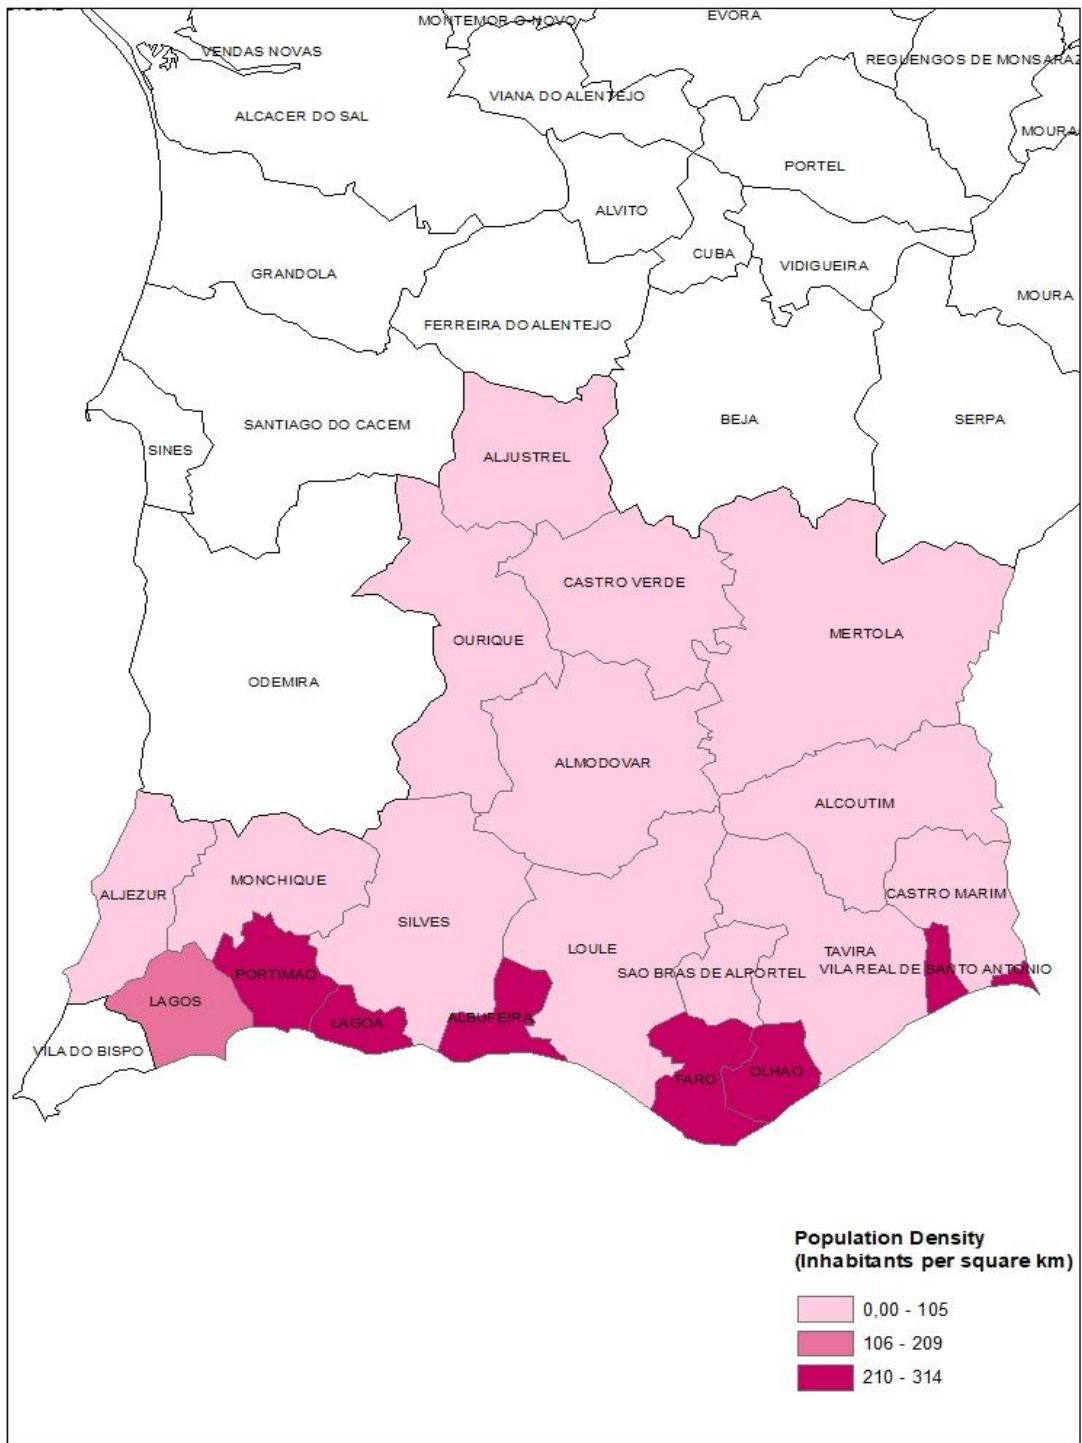 MONTEMOR-O-NOVO
EVORA
VENDAS NOVAS
REGUENGOS DE MONSARAZ
VIANA DO ALENTEJO
ALCACER DO SAL
MOURA
PORTEL
ALVITO
CUBA
VIDIGUEIRA
GRANDOLA
MOURA
FERREIRA DO ALENTEJO
BEJA
SERPA
SANTIAGO DO CACEM
SINES
ALJUSTREL
CASTRO VERDE
MERTOLA
OURIQUE
ODEMIRA
ALMODOVAR
ALCOUTIM
MONCHIQUE
ALJEZUR
CASTRO MARIM
SILVES
LOULE
TAVIRA
SAO BRAS DE ALPORTEL
VILA REAL DE SANTO ANTONIO
PORTIMAO
LAGOS
LAGOA
ALBUFEIRA
VILA DO BISPO
FARO
OLHAO
Population Density
(Inhabitants per square km)
0,00 - 105
106 - 209
210 - 314